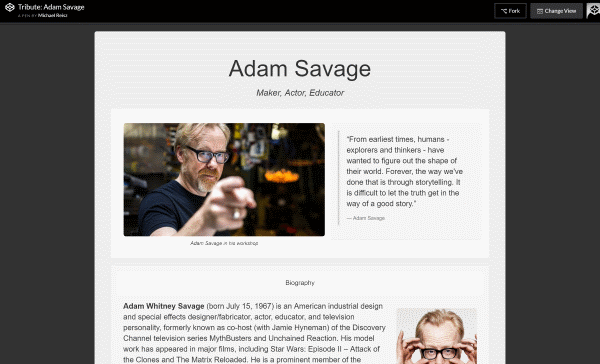 Tribute: Adam Savage
A PEN BY Michael Reisz
Fork
Change View
Adam Savage
Maker, Actor, Educator
"From earliest times, humans -
explorers and thinkers - have
wanted to figure out the shape of
their world. Forever, the way we've
done that is through storytelling. It
is difficult to let the truth get in the
way of a good story."
— Adam Savage
Adam Savage in his workshop
Biography
Adam Whitney Savage (born July 15, 1967) is an American industrial design
and special effects designer/fabricator, actor, educator, and television
personality, formerly known as co-host (with Jamie Hyneman) of the Discovery
Channel television series MythBusters and Unchained Reaction. His model
work has appeared in major films, including Star Wars: Episode II – Attack of
the Clones and The Matrix Reloaded. He is a prominent member of the